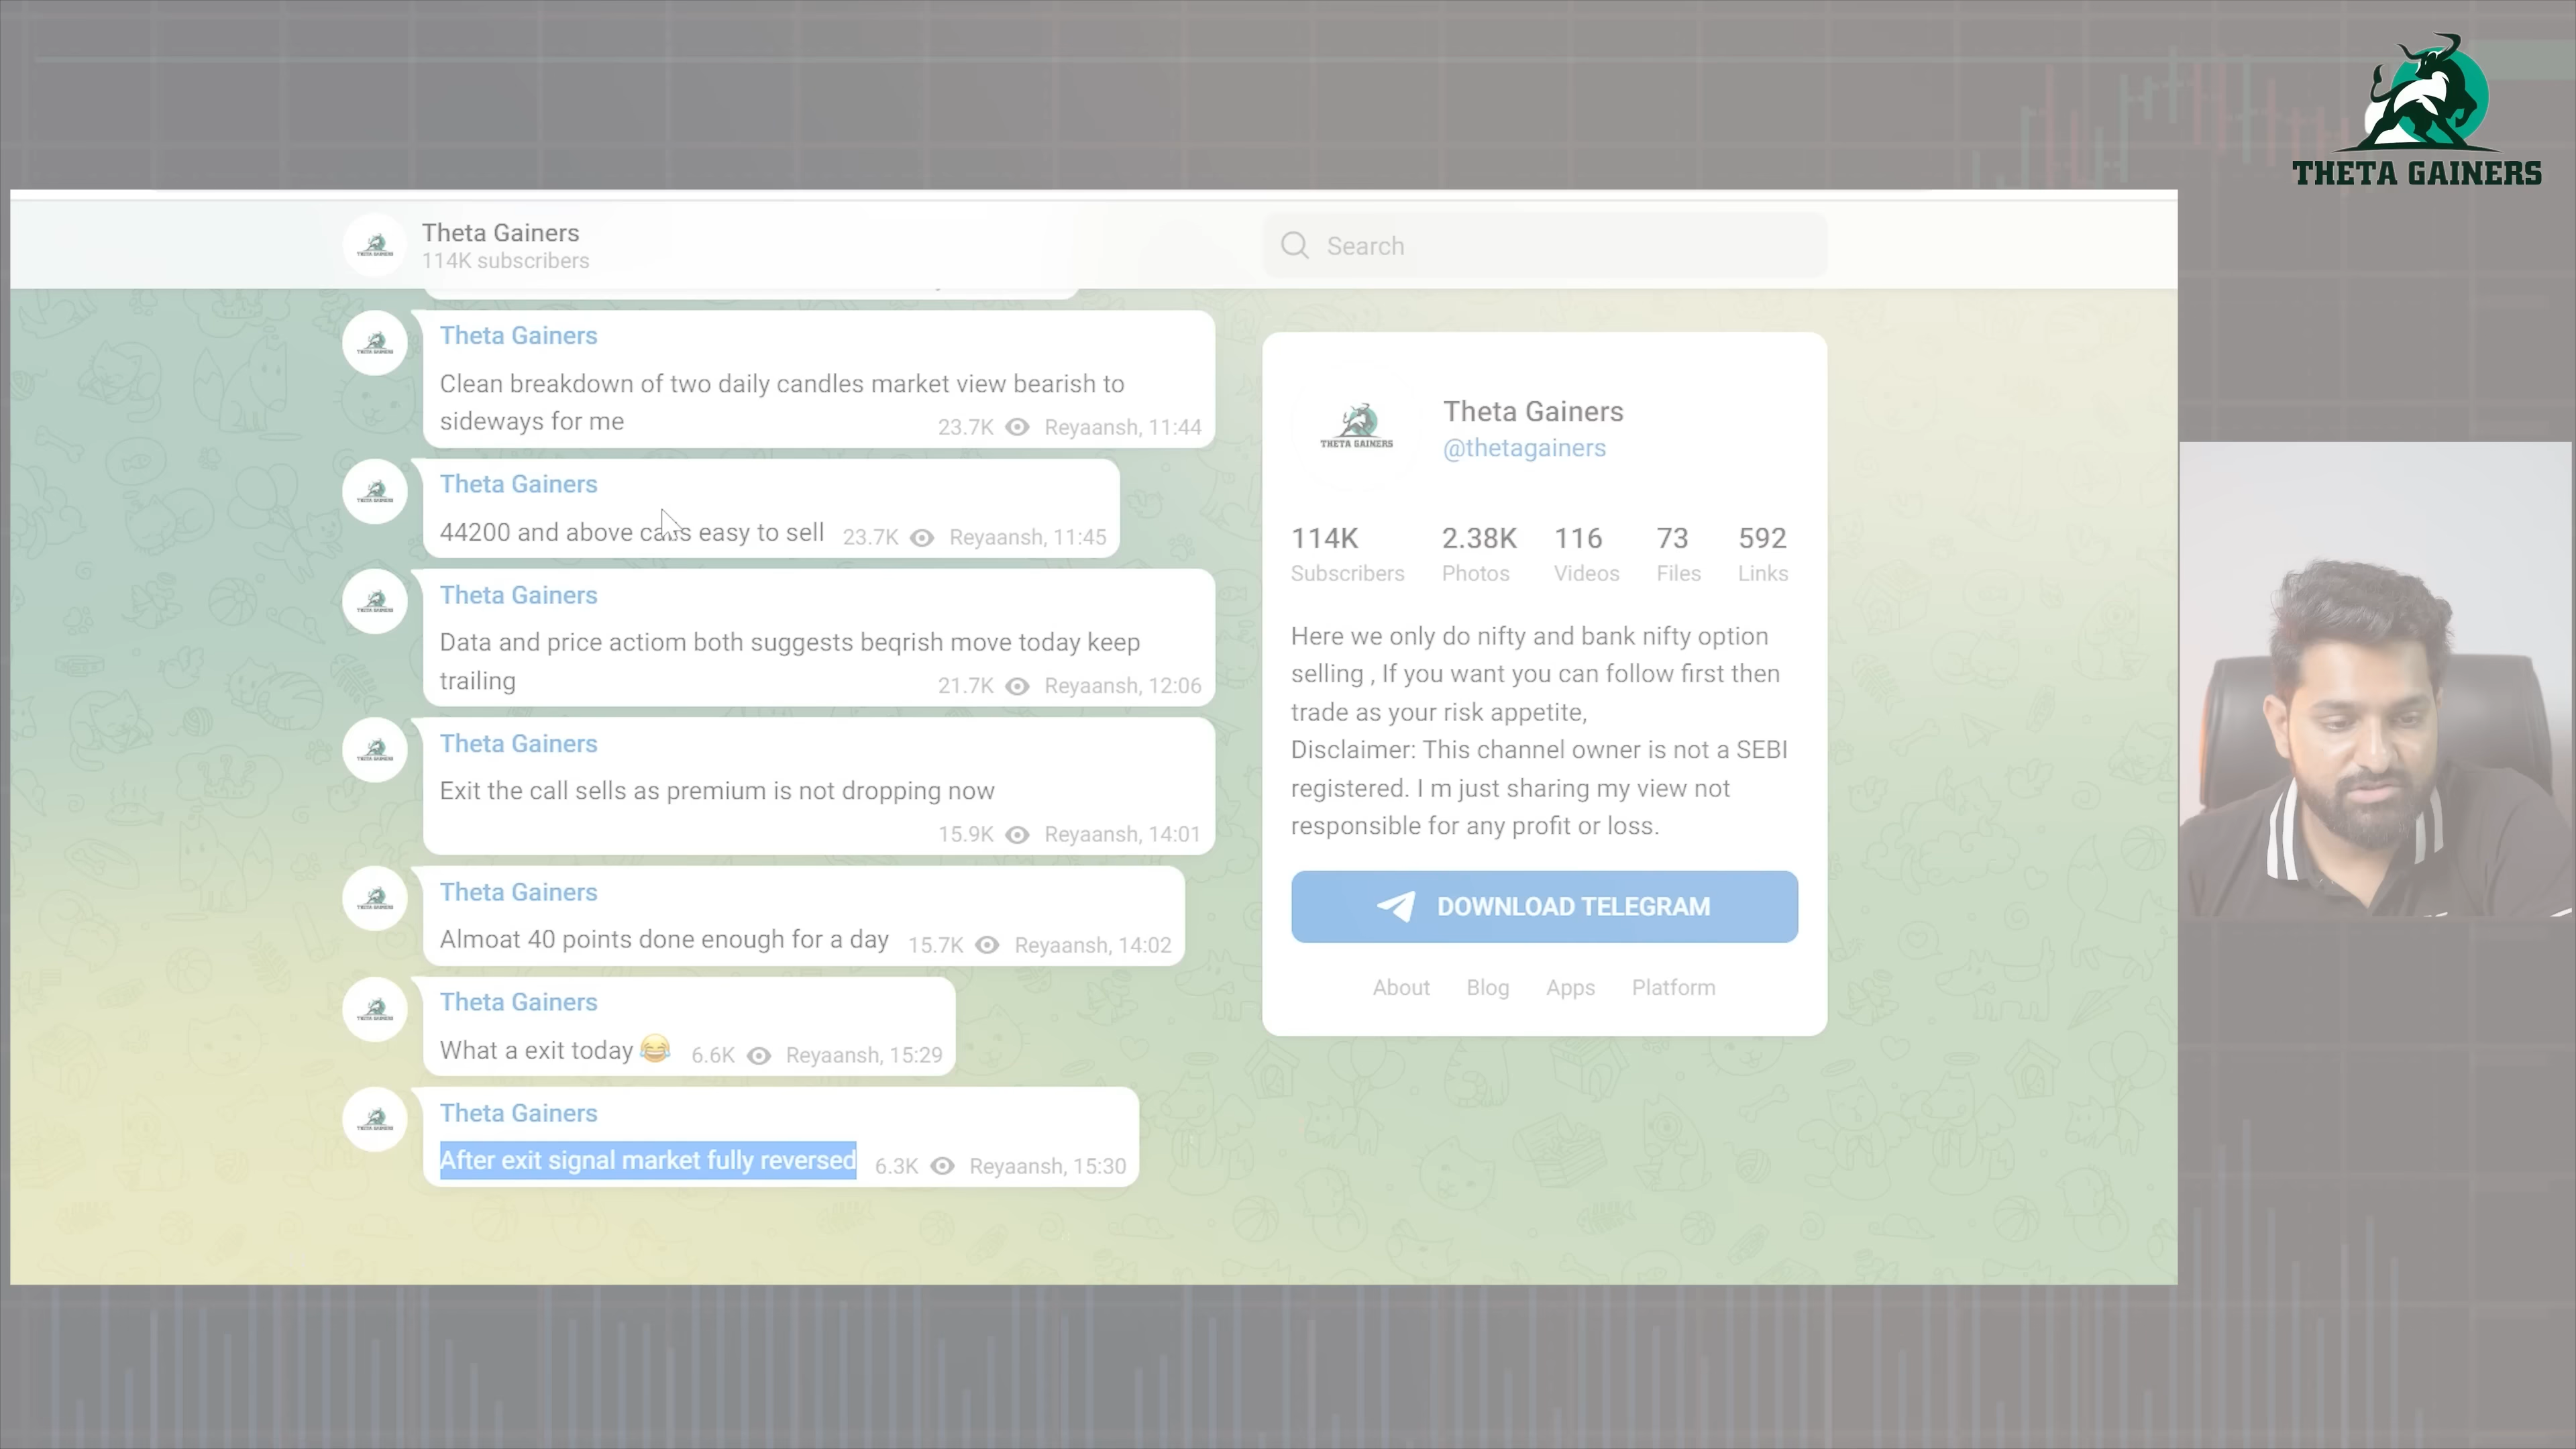 THETA GAINERS
Theta Gainers
114K subscribers
Search
Theta Gainers
Clean breakdown of two daily candles market view bearish to
sideways for me
23.7K Reyaansh, 11:44
Theta Gainers
44200 and above calls easy to sell 23.7K Reyaansh, 11:45
Theta Gainers
Data and price actiom both suggests beqrish move today keep
trailing
21.7K Reyaansh, 12:06
Theta Gainers
Exit the call sells as premium is not dropping now
15.9K Reyaansh, 14:01
Theta Gainers
Almoat 40 points done enough for a day 15.7K Reyaansh, 14:02
Theta Gainers
What a exit today 😂 6.6K Reyaansh, 15:29
Theta Gainers
After exit signal market fully reversed 6.3K Reyaansh, 15:30
THETA GAINERS
Theta Gainers
@thetagainers
114K 2.38K 116 73 592
Subscribers Photos Videos Files Links
Here we only do nifty and bank nifty option
selling , If you want you can follow first then
trade as your risk appetite,
Disclaimer: This channel owner is not a SEBI
registered. I m just sharing my view not
responsible for any profit or loss.
DOWNLOAD TELEGRAM
About Blog Apps Platform